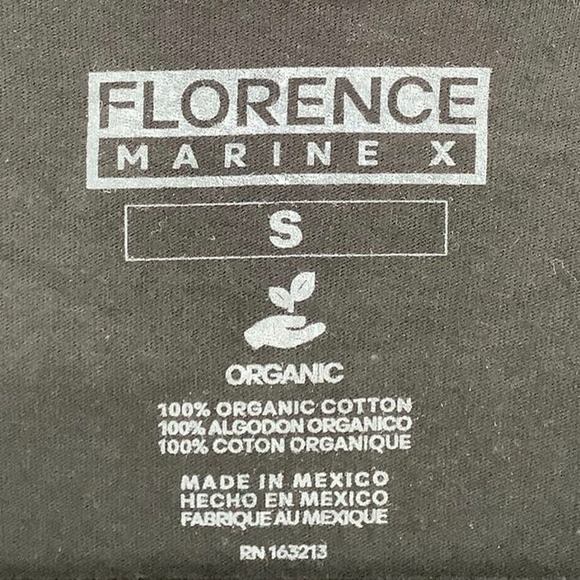 FLORENCE
MARINE X
S
ORGANIC
100% ORGANIC COTTON
100% ALGODON ORGANICO
100% COTON ORGANIQUE
MADE IN MEXICO
HECHO EN MEXICO
FABRIQUE AU MEXIQUE
RN 163213